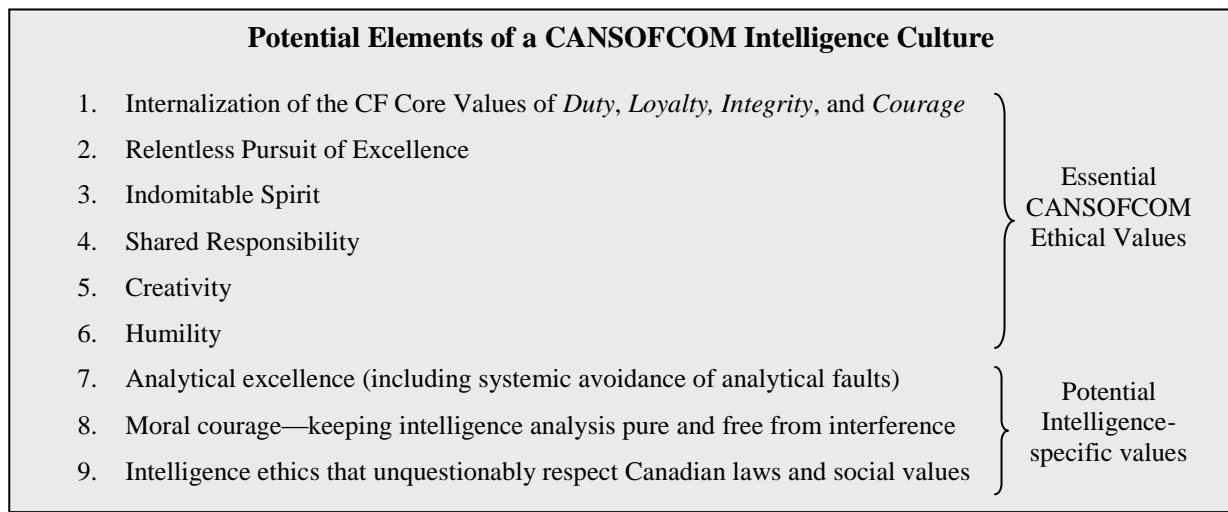 Potential Elements of a CANSOFCOM Intelligence Culture
1. Internalization of the CF Core Values of Duty, Loyalty, Integrity, and Courage
2. Relentless Pursuit of Excellence
3. Indomitable Spirit
4. Shared Responsibility
5. Creativity
6. Humility
Essential
CANSOFCOM
Ethical Values
7. Analytical excellence (including systemic avoidance of analytical faults)
8. Moral courage—keeping intelligence analysis pure and free from interference
9. Intelligence ethics that unquestionably respect Canadian laws and social values
Potential
Intelligence-
specific values